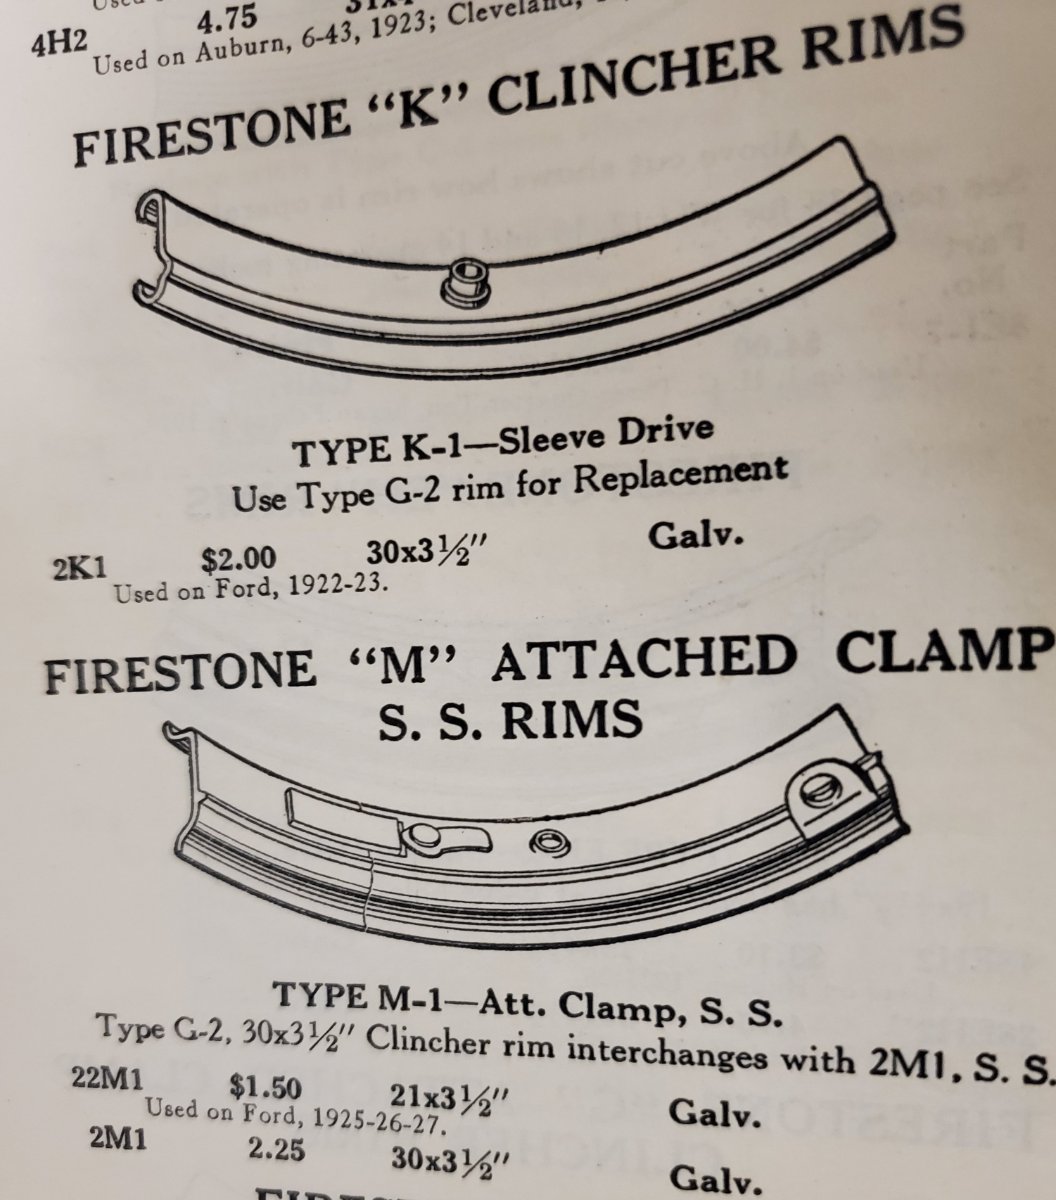 4H2 4.75
Used on Auburn, 6-43, 1923; Cleveland,
FIRESTONE “K” CLINCHER RIMS
TYPE K-1—Sleeve Drive
Use Type G-2 rim for Replacement
2K1 $2.00 30x3½″ Galv.
Used on Ford, 1922-23.
FIRESTONE “M” ATTACHED CLAMP
S. S. RIMS
TYPE M-1—Att. Clamp, S. S.
Type G-2, 30x3½″ Clincher rim interchanges with 2M1, S. S.
22M1 $1.50 21x3½″ Galv.
Used on Ford, 1925-26-27.
2M1 2.25 30x3½″ Galv.